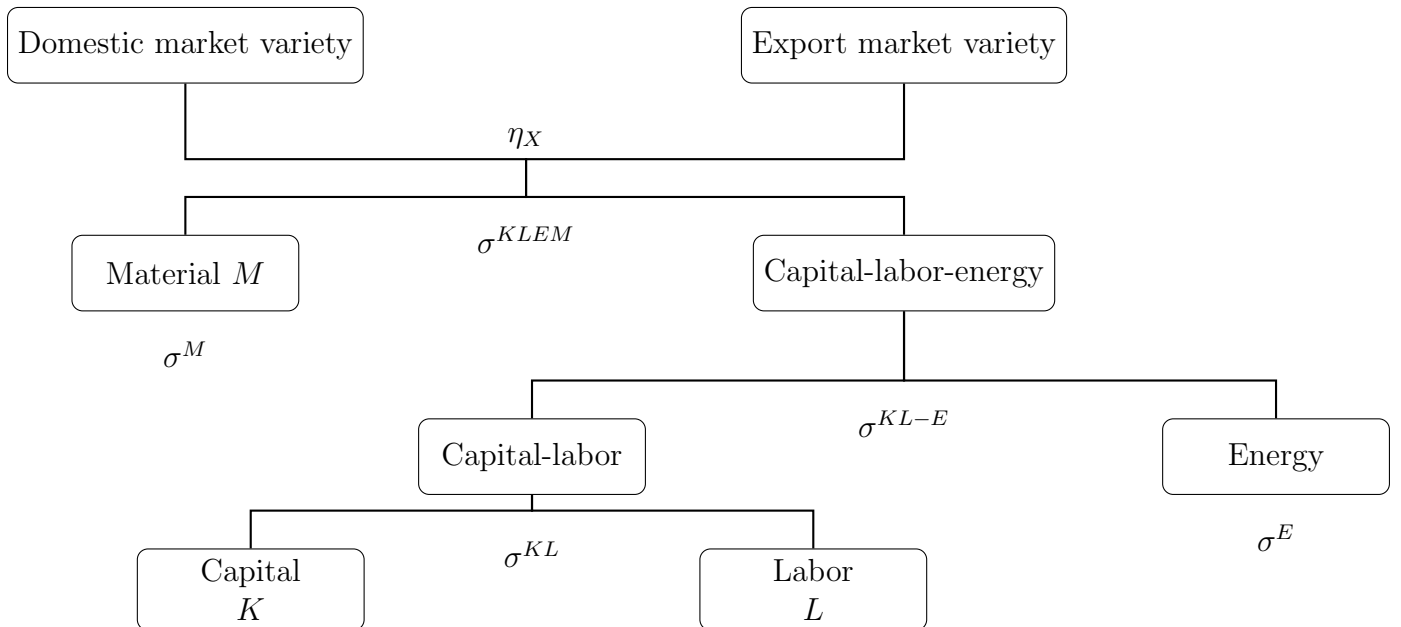 Domestic market variety
Export market variety
η_X
σ^{KLEM}
Material M
Capital-labor-energy
σ^M
σ^{KL−E}
Capital-labor
Energy
σ^{KL}
σ^E
Capital
K
Labor
L